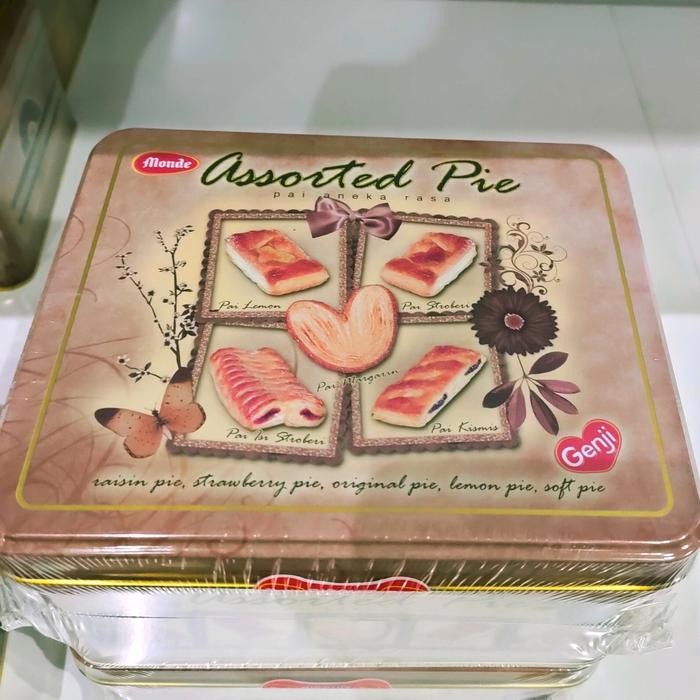 Monde
Assorted Pie
pai aneka rasa
Pai Lemon
Pai Stroberi
Pai Margarin
Pai Isi Stroberi
Pai Kismis
Genji
raisin pie, strawberry pie, original pie, lemon pie, soft pie